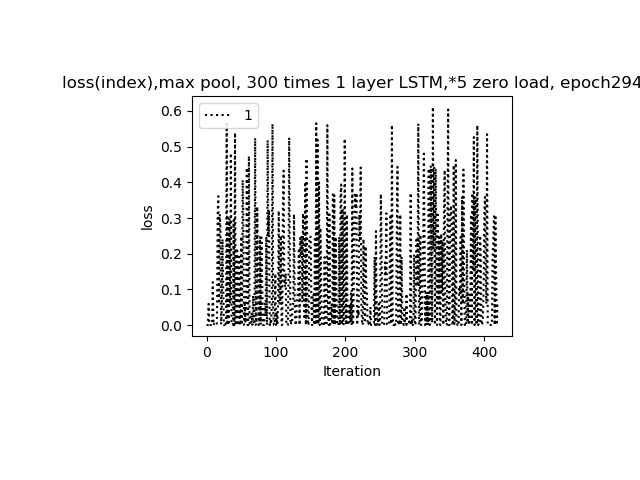 loss(index),max pool, 300 times 1 layer LSTM,*5 zero load, epoch294
1
0.6
0.5
0.4
0.3
0.2
0.1
0.0
loss
0 100 200 300 400
Iteration